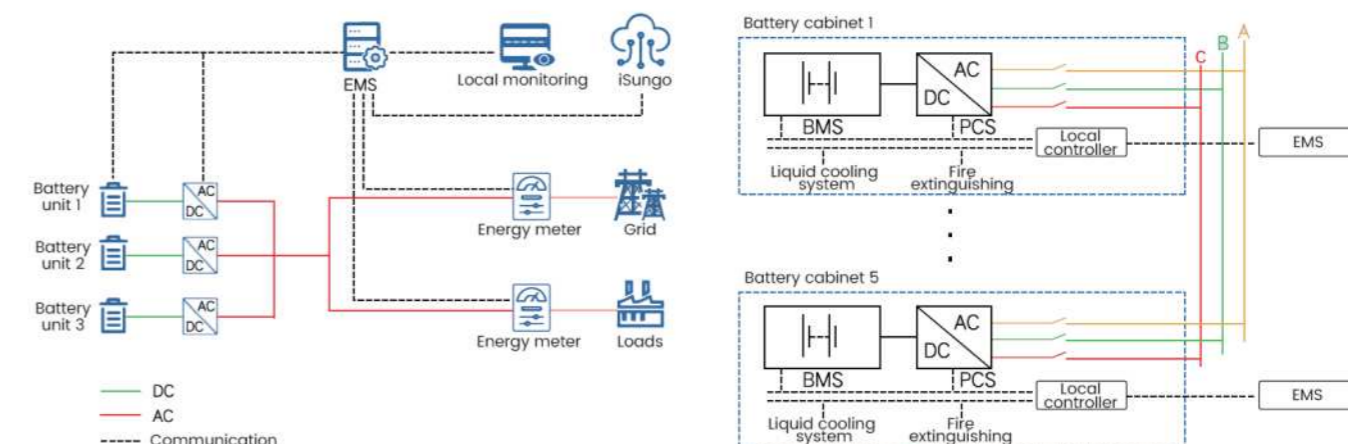 EMS
Local monitoring
iSungo
Battery
unit 1
AC
DC
Energy meter
Grid
Battery
unit 2
AC
DC
Battery
unit 3
AC
DC
Energy meter
Loads
DC
AC
Communication
Battery cabinet 1
A
B
C
AC
DC
BMS
PCS
Local
controller
EMS
Liquid cooling
system
Fire
extinguishing
Battery cabinet 5
AC
DC
BMS
PCS
Local
controller
EMS
Liquid cooling
system
Fire
extinguishing